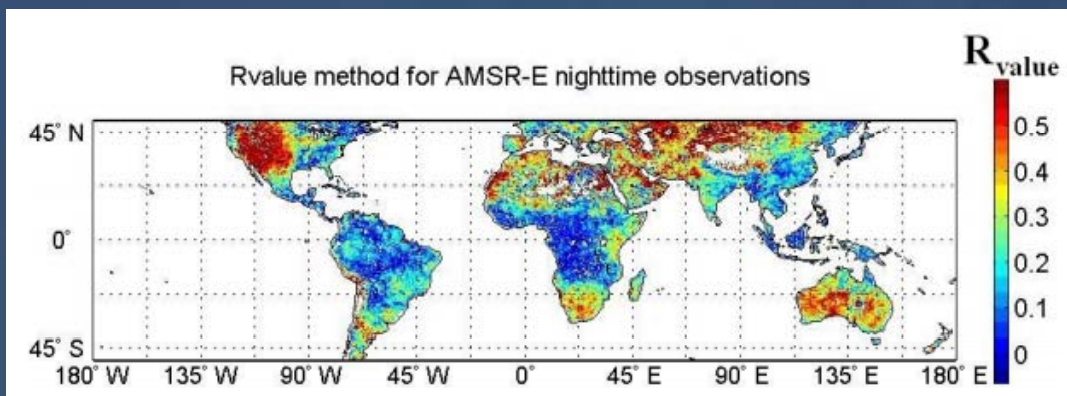 R value
Rvalue method for AMSR-E nighttime observations
45° N
0°
45° S
180° W 135° W 90° W 45° W 0° 45° E 90° E 135° E 180° E
0.5
0.4
0.3
0.2
0.1
0